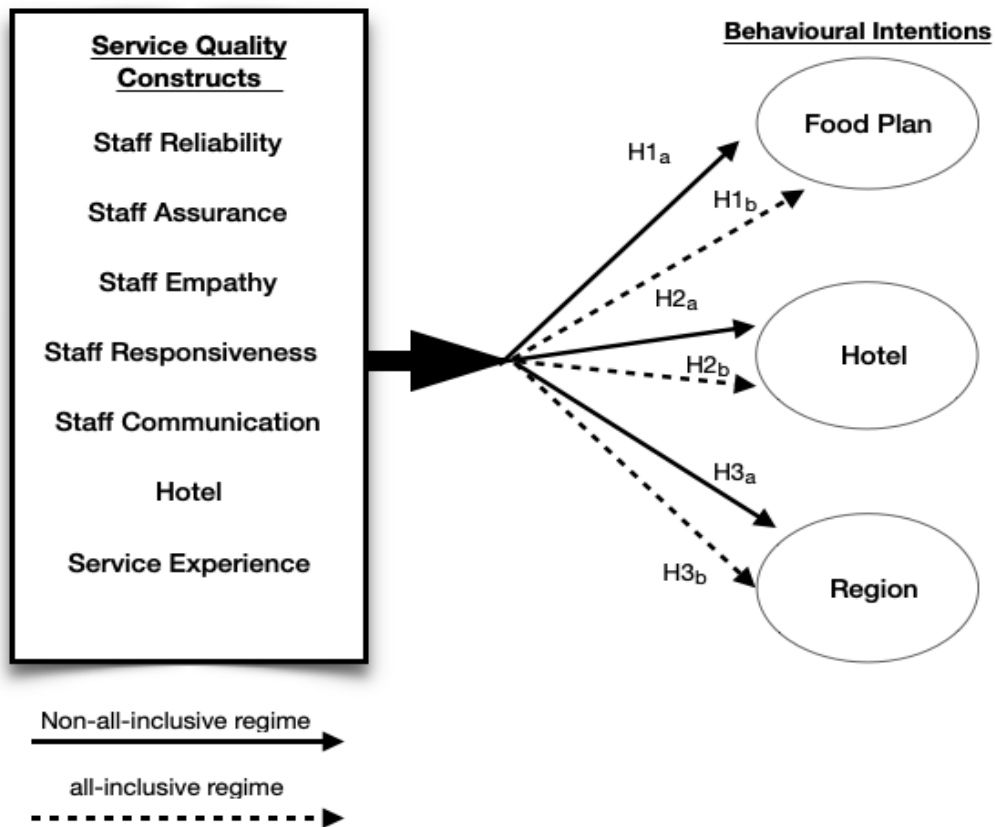 Service Quality
Constructs
Staff Reliability
Staff Assurance
Staff Empathy
Staff Responsiveness
Staff Communication
Hotel
Service Experience
Behavioural Intentions
Food Plan
Hotel
Region
H1a
H1b
H2a
H2b
H3a
H3b
Non-all-inclusive regime
all-inclusive regime